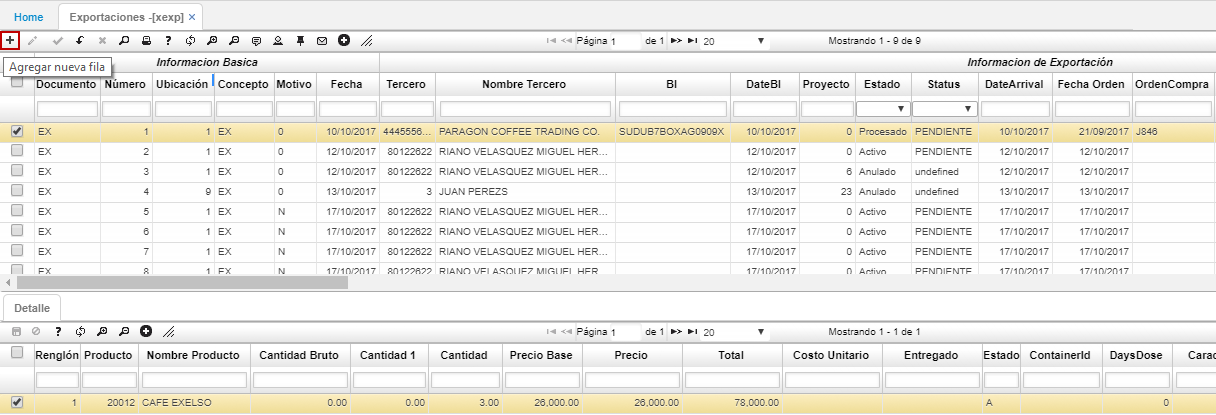 Home Exportaciones -[xexp] ×
Página 1 de 1 20 Mostrando 1 - 9 de 9
Agregar nueva fila Informacion Basica Informacion de Exportación
Documento Número Ubicación Concepto Motivo Fecha Tercero Nombre Tercero BI DateBI Proyecto Estado Status DateArrival Fecha Orden OrdenCompra
EX 1 1 EX 0 10/10/2017 4445556... PARAGON COFFEE TRADING CO. SUDUB7BOXAG0909X 10/10/2017 0 Procesado PENDIENTE 10/10/2017 21/09/2017 J846
EX 2 1 EX 0 12/10/2017 80122622 RIANO VELASQUEZ MIGUEL HER... 12/10/2017 0 Activo PENDIENTE 12/10/2017 12/10/2017
EX 3 1 EX 0 12/10/2017 80122622 RIANO VELASQUEZ MIGUEL HER... 12/10/2017 6 Anulado undefined 12/10/2017 12/10/2017
EX 4 9 EX 0 13/10/2017 3 JUAN PEREZS 13/10/2017 23 Anulado undefined 13/10/2017 13/10/2017
EX 5 1 EX N 17/10/2017 80122622 RIANO VELASQUEZ MIGUEL HER... 17/10/2017 0 Activo PENDIENTE 17/10/2017 17/10/2017
EX 6 1 EX N 17/10/2017 80122622 RIANO VELASQUEZ MIGUEL HER... 17/10/2017 0 Activo PENDIENTE 17/10/2017 17/10/2017
EX 7 1 EX N 17/10/2017 80122622 RIANO VELASQUEZ MIGUEL HER... 17/10/2017 0 Activo PENDIENTE 17/10/2017 17/10/2017
EX 8 1 EX N 17/10/2017 80122622 RIANO VELASQUEZ MIGUEL HER 17/10/2017 0 Activo PENDIENTE 17/10/2017 17/10/2017
Detalle
Página 1 de 1 20 Mostrando 1 - 1 de 1
Renglón Producto Nombre Producto Cantidad Bruto Cantidad 1 Cantidad Precio Base Precio Total Costo Unitario Entregado Estado ContainerId DaysDose Carac
1 20012 CAFE EXELSO 0.00 0.00 3.00 26,000.00 26,000.00 78,000.00 A 0